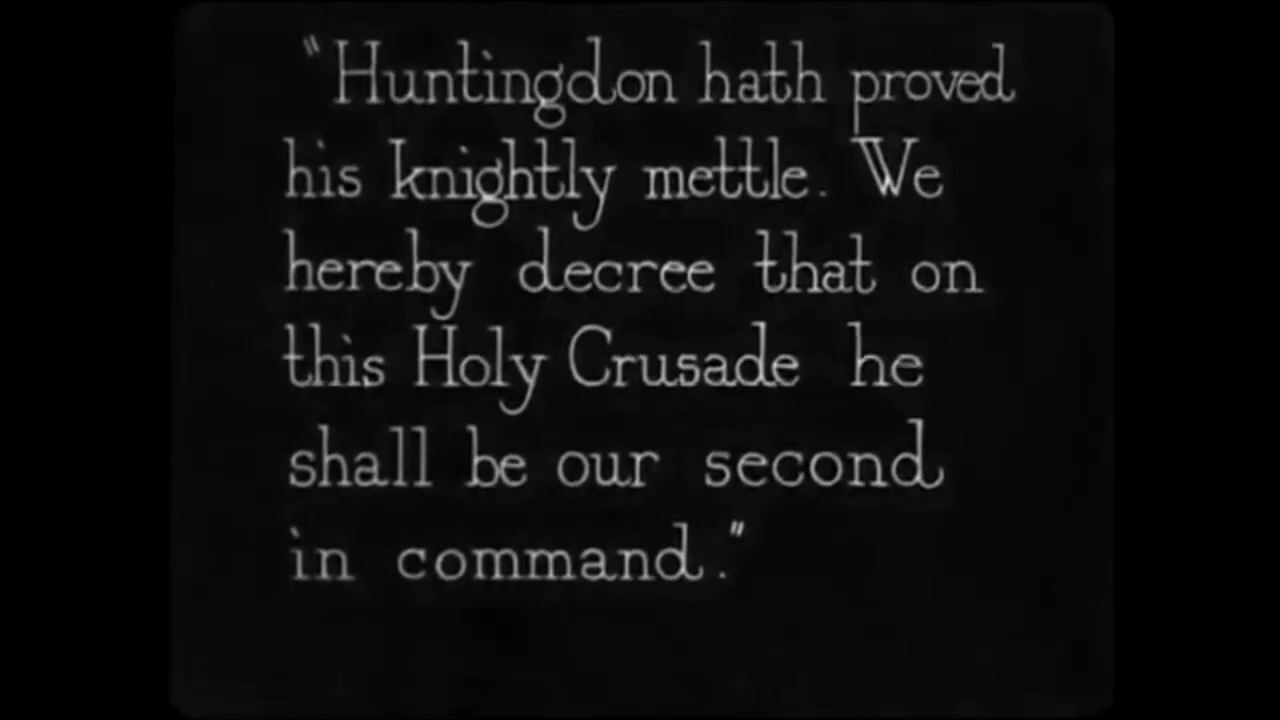 "Huntingdon hath proved
his knightly mettle. We
hereby decree that on
this Holy Crusade he
shall be our second
in command."